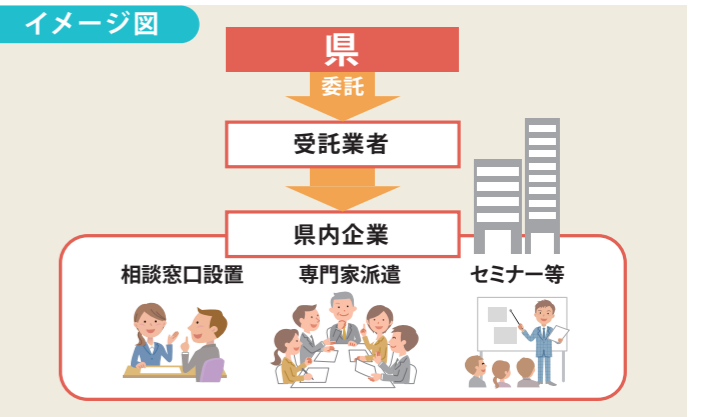 イメージ図
県
委託
受託業者
県内企業
相談窓口設置
専門家派遣
セミナー等